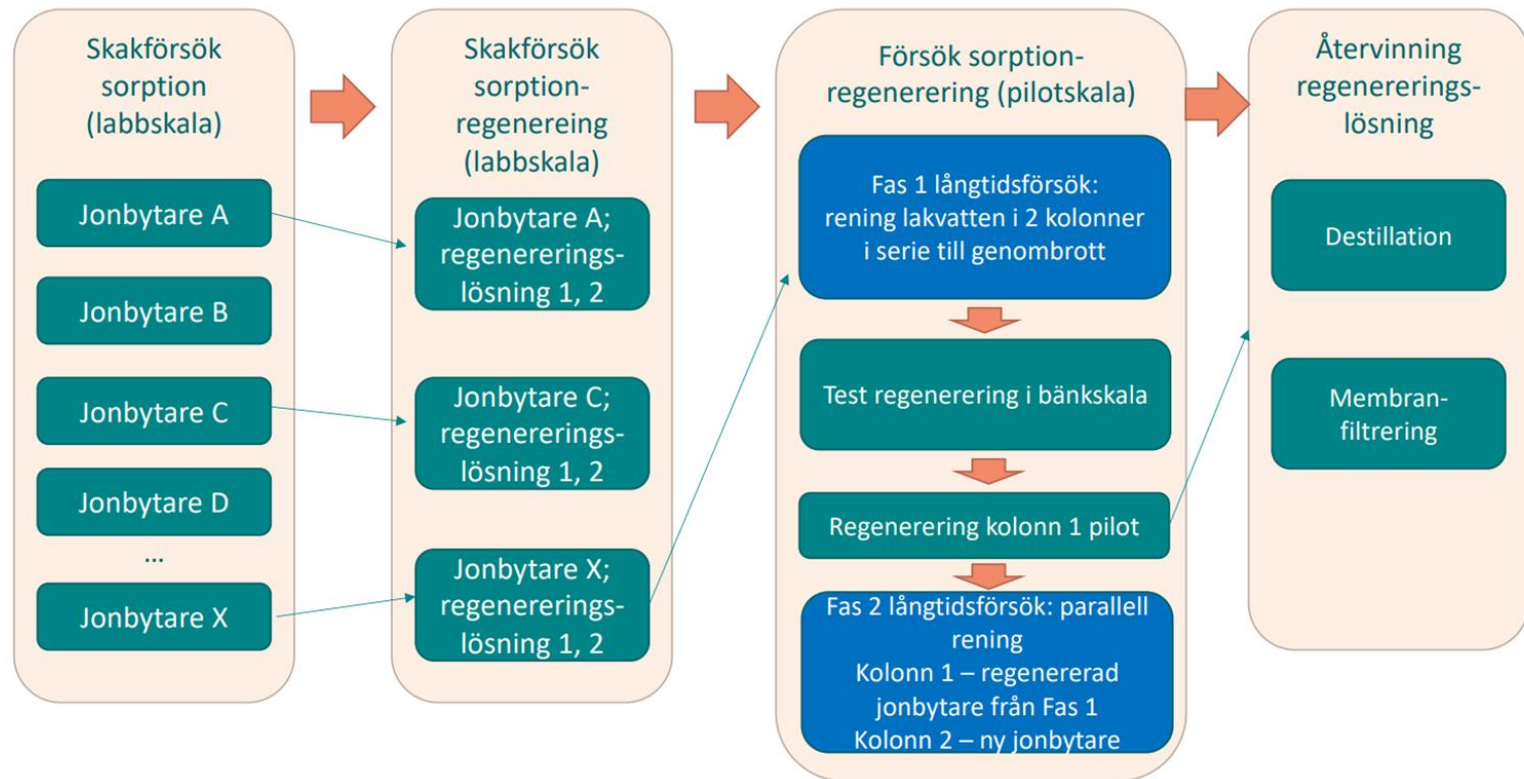 Skakförsök
sorption
(labbskala)
Jonbytare A
Jonbytare B
Jonbytare C
Jonbytare D
...
Jonbytare X
Skakförsök
sorption-
regenereing
(labbskala)
Jonbytare A;
regenererings-
lösning 1, 2
Jonbytare C;
regenererings-
lösning 1, 2
Jonbytare X;
regenererings-
lösning 1, 2
Försök sorption-
regenerering (pilotskala)
Fas 1 långtidsförsök:
rening lakvatten i 2 kolonner
i serie till genombrott
Test regenerering i bänkskala
Regenerering kolonn 1 pilot
Fas 2 långtidsförsök: parallell
rening
Kolonn 1 – regenererad
jonbytare från Fas 1
Kolonn 2 – ny jonbytare
Återvinning
regenererings-
lösning
Destillation
Membran-
filtrering